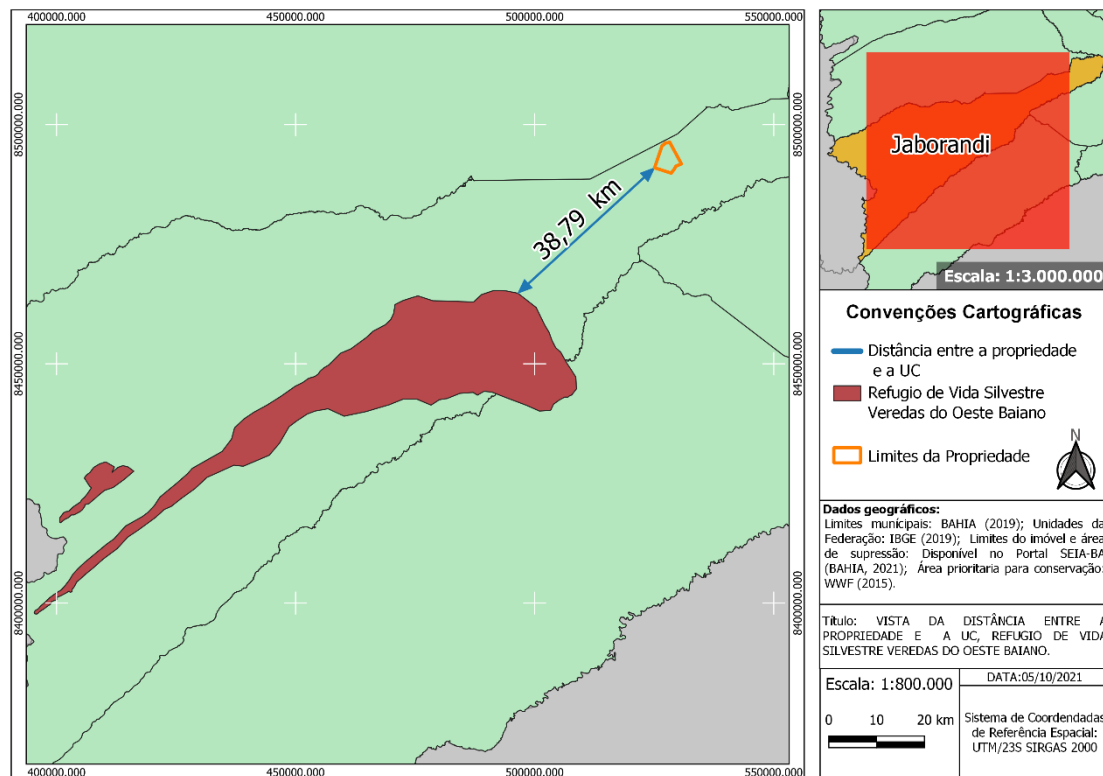 400000.000 450000.000 500000.000 550000.000
8500000.000 8500000.000
8450000.000 8450000.000
8400000.000 8400000.000
38,79 km
400000.000 450000.000 500000.000 550000.000
Jaborandi
Escala: 1:3.000.000
Convenções Cartográficas
Distância entre a propriedade
e a UC
Refugio de Vida Silvestre
Veredas do Oeste Baiano
Limites da Propriedade
N
Dados geográficos:
Limites municipais: BAHIA (2019); Unidades da
Federação: IBGE (2019); Limites do imóvel e área
de supressão: Disponível no Portal SEIA-BA
(BAHIA, 2021); Área prioritaria para conservação:
WWF (2015).
Título: VISTA DA DISTÂNCIA ENTRE A
PROPRIEDADE E A UC, REFUGIO DE VIDA
SILVESTRE VEREDAS DO OESTE BAIANO.
Escala: 1:800.000
0 10 20 km
DATA:05/10/2021
Sistema de Coordendadas
de Referência Espacial:
UTM/23S SIRGAS 2000